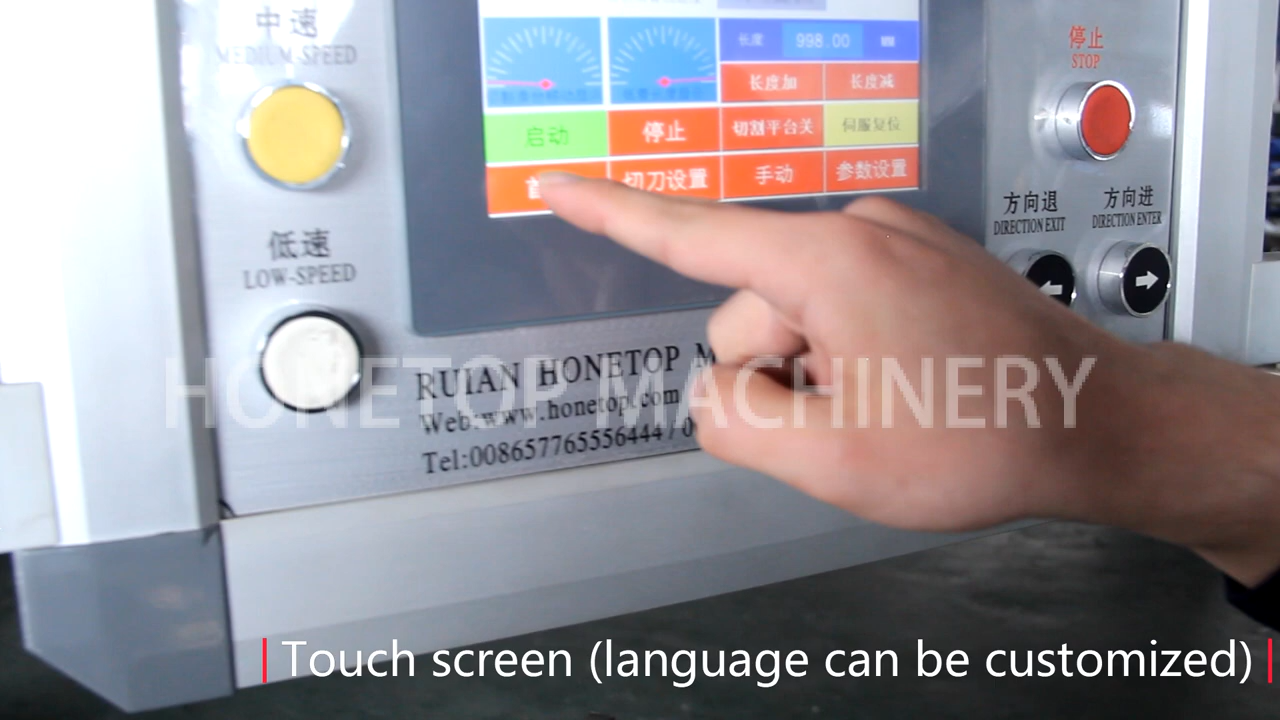 中速
MEDIUM-SPEED
低速
LOW-SPEED
长度 998.00 MM
长度加 长度减
启动 停止 切割平台关 伺服复位
切刀设置 手动 参数设置
停止
STOP
方向退 方向进
DIRECTION EXIT DIRECTION ENTER
RUIAN HONETOP M
Web:www.honetop.com
Tel:008657765556444 / 0
HONETOP MACHINERY
Touch screen (language can be customized)